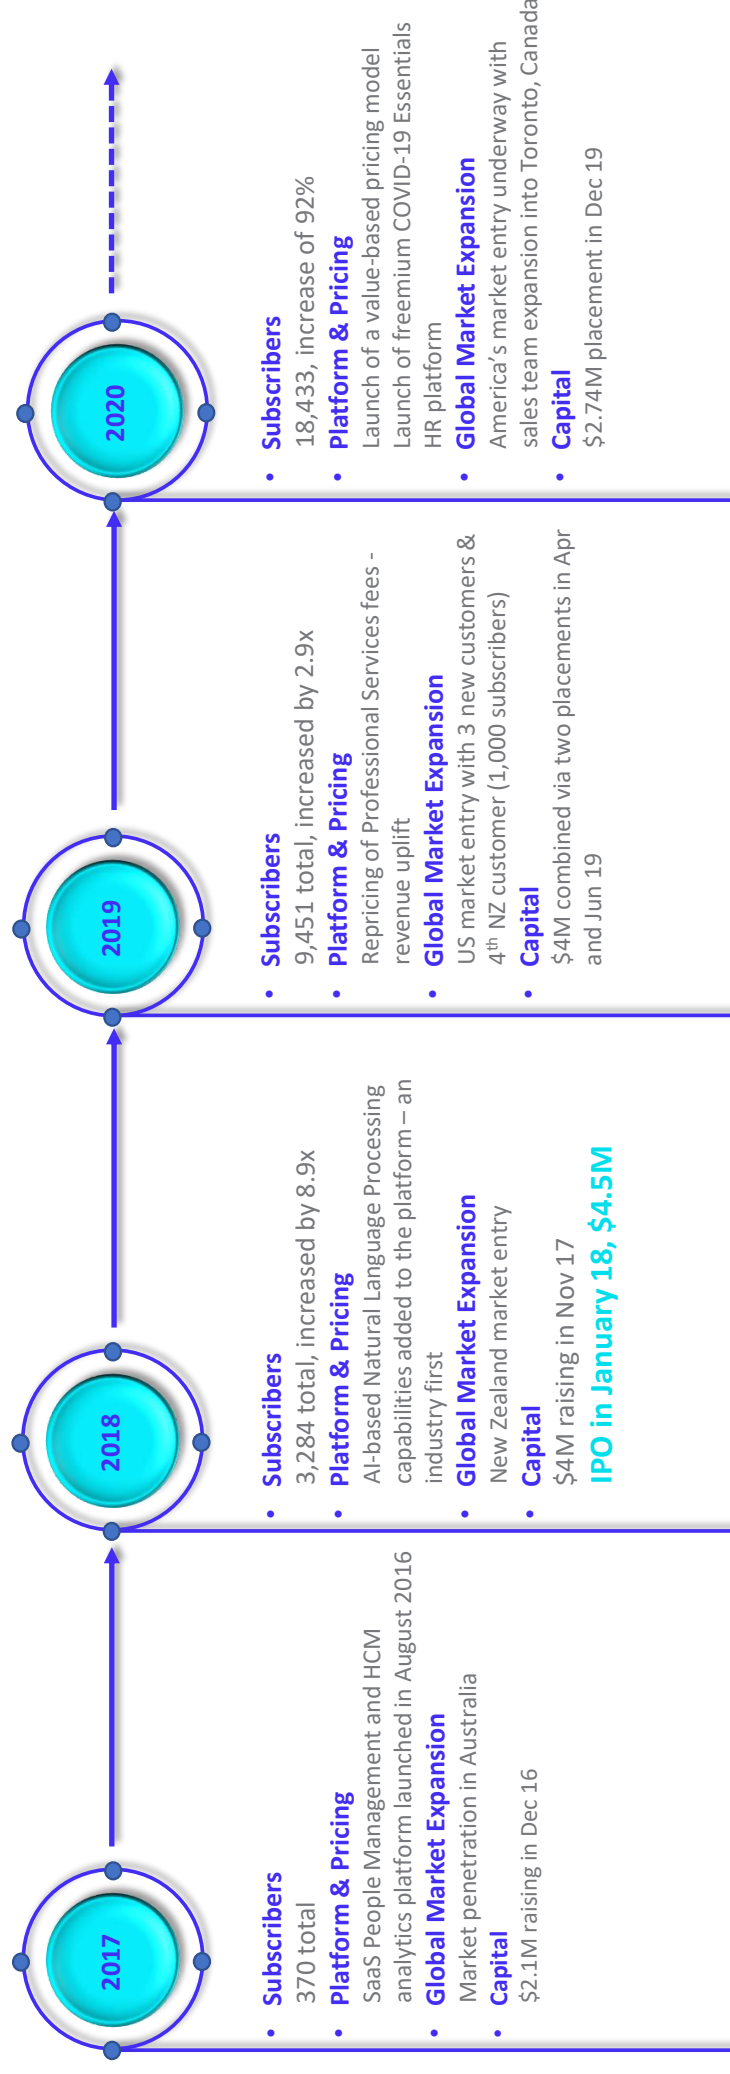 2017
• Subscribers
370 total
• Platform & Pricing
SaaS People Management and HCM
analytics platform launched in August 2016
• Global Market Expansion
Market penetration in Australia
• Capital
$2.1M raising in Dec 16
2018
• Subscribers
3,284 total, increased by 8.9x
• Platform & Pricing
AI-based Natural Language Processing
capabilities added to the platform – an
industry first
• Global Market Expansion
New Zealand market entry
• Capital
$4M raising in Nov 17
IPO in January 18, $4.5M
2019
• Subscribers
9,451 total, increased by 2.9x
• Platform & Pricing
Repricing of Professional Services fees -
revenue uplift
• Global Market Expansion
US market entry with 3 new customers &
4th NZ customer (1,000 subscribers)
• Capital
$4M combined via two placements in Apr
and Jun 19
2020
• Subscribers
18,433, increase of 92%
• Platform & Pricing
Launch of a value-based pricing model
Launch of freemium COVID-19 Essentials
HR platform
• Global Market Expansion
America’s market entry underway with
sales team expansion into Toronto, Canada
• Capital
$2.74M placement in Dec 19